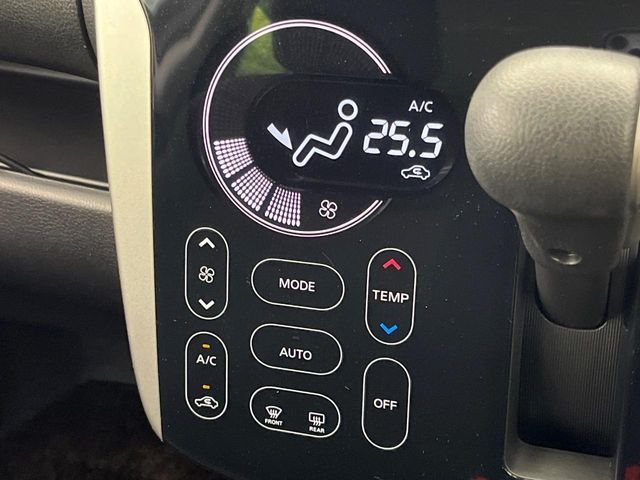 A/C
25.5
MODE
TEMP
A/C
AUTO
OFF
FRONT
REAR